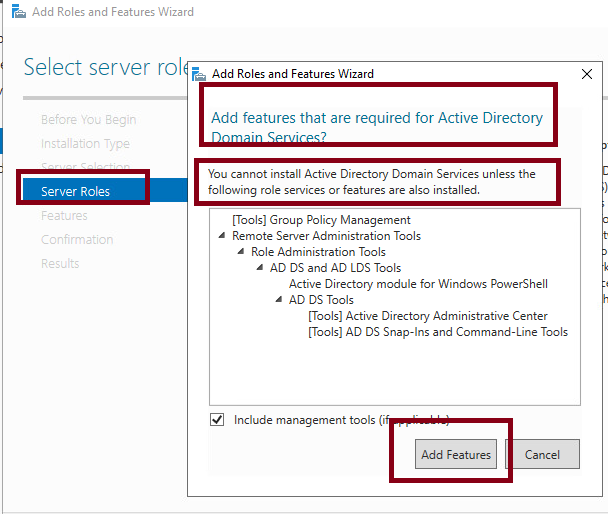 Add Roles and Features Wizard
Select server role
Add Roles and Features Wizard
Before You Begin
Installation Type
Server Selection
Server Roles
Features
Confirmation
Results
Add features that are required for Active Directory
Domain Services?
You cannot install Active Directory Domain Services unless the
following role services or features are also installed.
[Tools] Group Policy Management
Remote Server Administration Tools
Role Administration Tools
AD DS and AD LDS Tools
Active Directory module for Windows PowerShell
AD DS Tools
[Tools] Active Directory Administrative Center
[Tools] AD DS Snap-Ins and Command-Line Tools
Include management tools (if applicable)
Add Features
Cancel